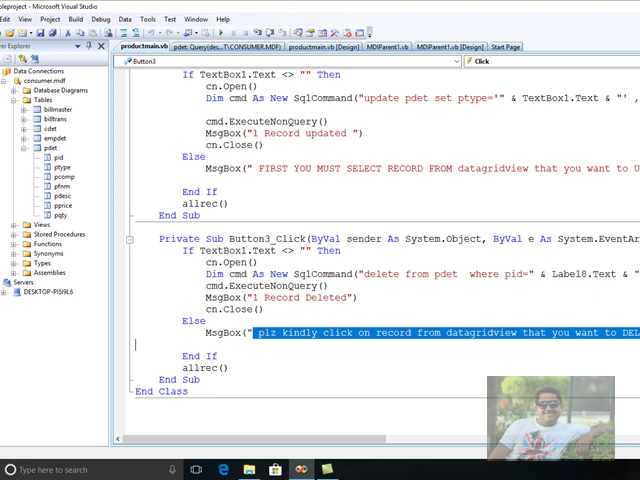 pleproject - Microsoft Visual Studio
Edit View Project Build Debug Data Tools Test Window Help
er Explorer
productmain.vb pdet: Query(des...T\CONSUMER.MDF) productmain.vb [Design] MDIParent1.vb MDIParent1.vb [Design] Start Page
Button3 Click
Data Connections
consumer.mdf
Database Diagrams
Tables
billmaster
billtrans
cdet
empdet
pdet
pid
ptype
pcomp
pfnm
pdesc
pprice
pqty
Views
Stored Procedures
Functions
Synonyms
Types
Assemblies
Servers
DESKTOP-PI5I9L6
If TextBox1.Text <> "" Then
cn.Open()
Dim cmd As New SqlCommand("update pdet set ptype='" & TextBox1.Text & "' ,
cmd.ExecuteNonQuery()
MsgBox("1 Record updated ")
cn.Close()
Else
MsgBox(" FIRST YOU MUST SELECT RECORD FROM datagridview that you want to U
End If
allrec()
End Sub
Private Sub Button3_Click(ByVal sender As System.Object, ByVal e As System.EventAr
If TextBox1.Text <> "" Then
cn.Open()
Dim cmd As New SqlCommand("delete from pdet  where pid=" & Label8.Text & "
cmd.ExecuteNonQuery()
MsgBox("1 Record Deleted")
cn.Close()
Else
MsgBox(" plz kindly click on record from datagridview that you want to DEL
End If
allrec()
End Sub
End Class
Type here to search